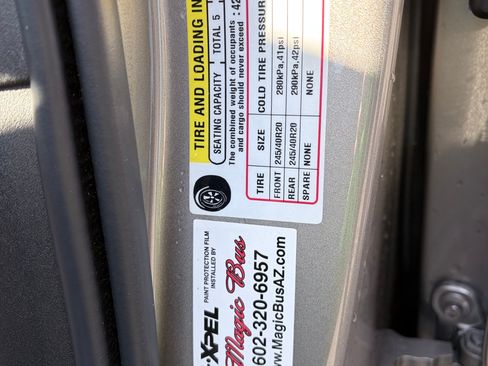 TIRE AND LOADING IN
SEATING CAPACITY TOTAL 5
The combined weight of occupants
and cargo should never exceed : 42
TIRE SIZE COLD TIRE PRESSUR
FRONT 245/40R20 280kPa,41psi
REAR 245/40R20 290kPa,42psi
SPARE NONE NONE
XPEL
PAINT PROTECTION FILM
INSTALLED BY
Magic Bus
602-320-6957
www.MagicBusAZ.com